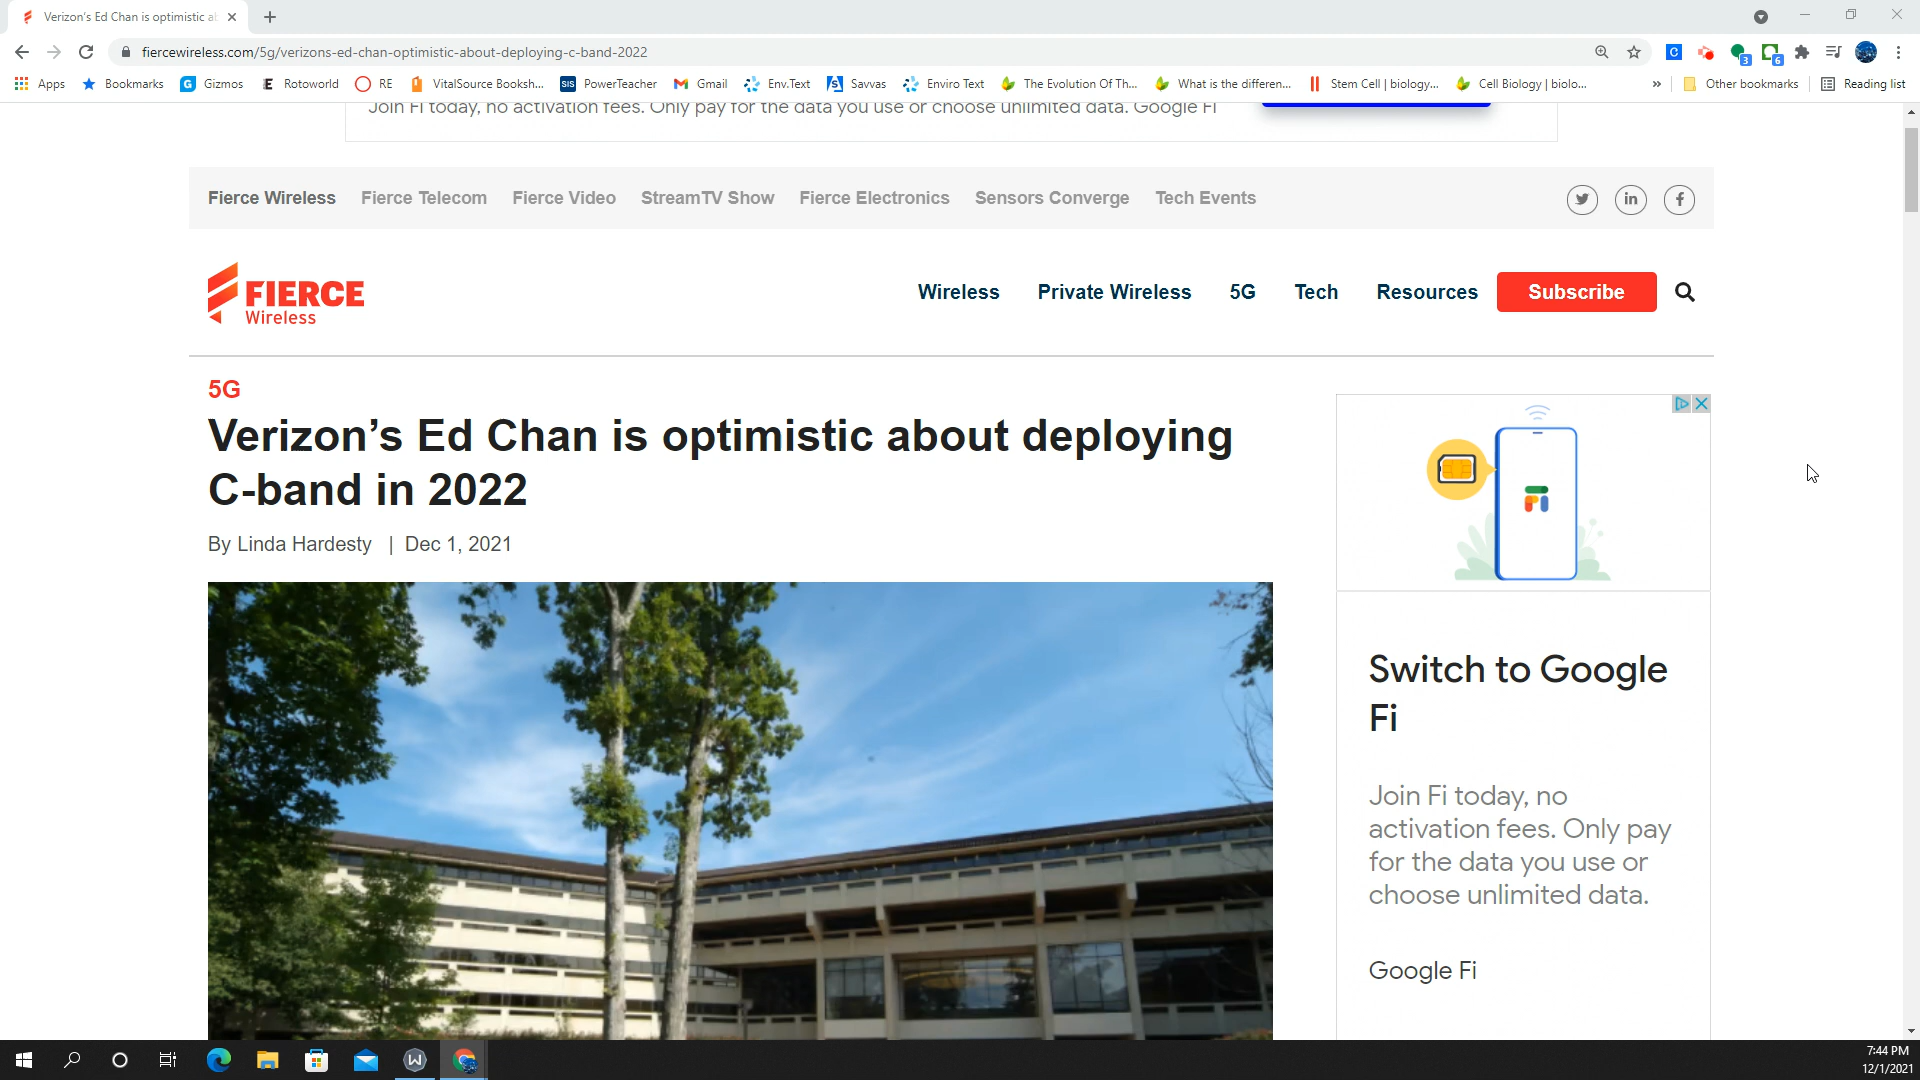 Verizon's Ed Chan is optimistic ab
fiercewireless.com/5g/verizons-ed-chan-optimistic-about-deploying-c-band-2022
Apps Bookmarks Gizmos Rotoworld RE VitalSource Booksh... PowerTeacher Gmail Env.Text Savvas Enviro Text The Evolution Of Th... What is the differen... Stem Cell | biology... Cell Biology | biolo... » Other bookmarks Reading list
Join Fi today, no activation fees. Only pay for the data you use or choose unlimited data. Google Fi
Fierce Wireless Fierce Telecom Fierce Video StreamTV Show Fierce Electronics Sensors Converge Tech Events
FIERCE
Wireless
Wireless Private Wireless 5G Tech Resources Subscribe
5G
Verizon’s Ed Chan is optimistic about deploying
C-band in 2022
By Linda Hardesty | Dec 1, 2021
Fi
Switch to Google
Fi
Join Fi today, no
activation fees. Only pay
for the data you use or
choose unlimited data.
Google Fi
7:44 PM
12/1/2021